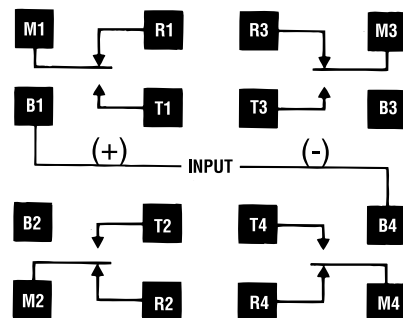 M1 R1 R3 M3
B1 T1 T3 B3
(+) INPUT (-)
B2 T2 T4 B4
M2 R2 R4 M4